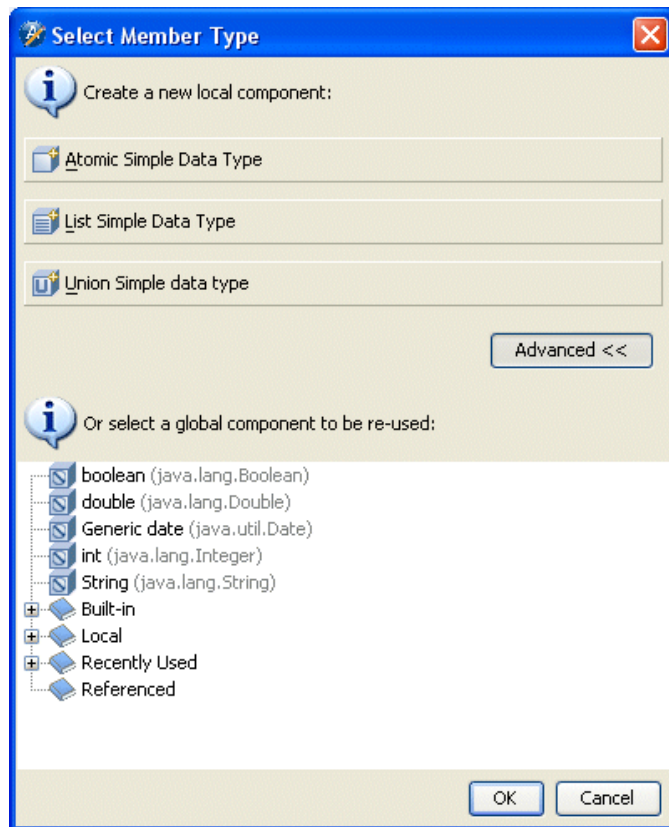 Select Member Type
Create a new local component:
Atomic Simple Data Type
List Simple Data Type
Union Simple data type
Advanced <<
Or select a global component to be re-used:
boolean (java.lang.Boolean)
double (java.lang.Double)
Generic date (java.util.Date)
int (java.lang.Integer)
String (java.lang.String)
Built-in
Local
Recently Used
Referenced
OK Cancel